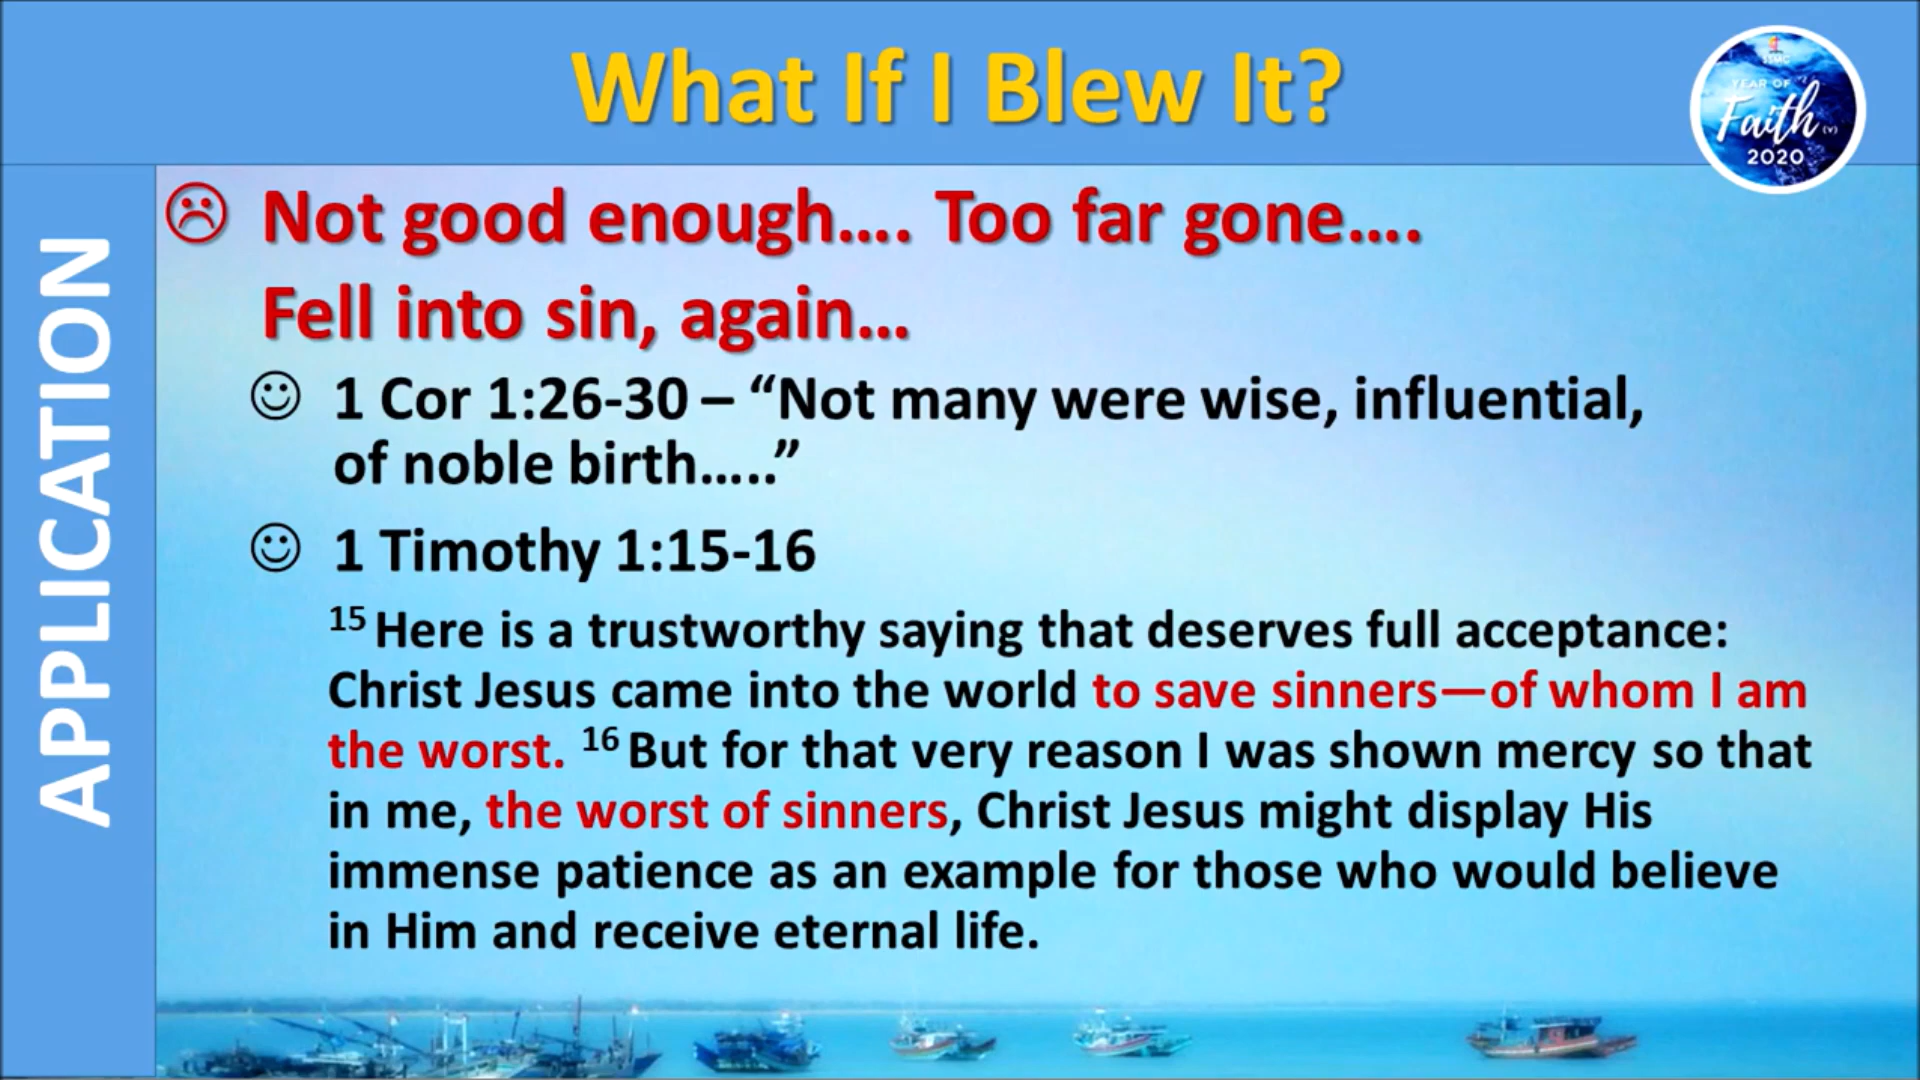 What If I Blew It?
SSMC
YEAR OF
Faith (v)
2020
APPLICATION
☹ Not good enough.... Too far gone....
Fell into sin, again...
☺ 1 Cor 1:26-30 – “Not many were wise, influential,
of noble birth.....”
☺ 1 Timothy 1:15-16
15 Here is a trustworthy saying that deserves full acceptance:
Christ Jesus came into the world to save sinners—of whom I am
the worst. 16 But for that very reason I was shown mercy so that
in me, the worst of sinners, Christ Jesus might display His
immense patience as an example for those who would believe
in Him and receive eternal life.